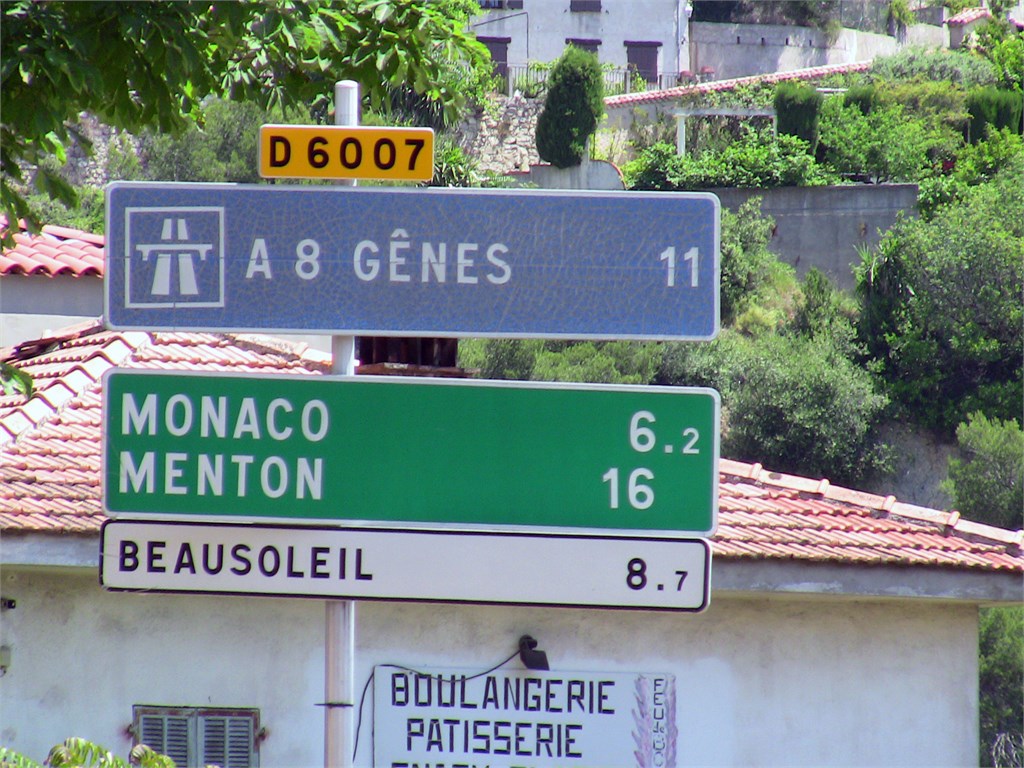 D 6007
A 8 GÊNES 11
MONACO 6.2
MENTON 16
BEAUSOLEIL 8.7
BOULANGERIE
PATISSERIE